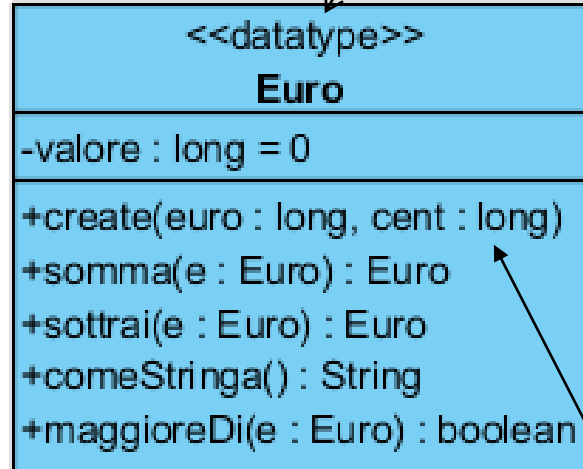 <<datatype>>
Euro
-valore : long = 0
+create(euro : long, cent : long)
+somma(e : Euro) : Euro
+sottrai(e : Euro) : Euro
+comeStringa() : String
+maggioreDi(e : Euro) : boolean